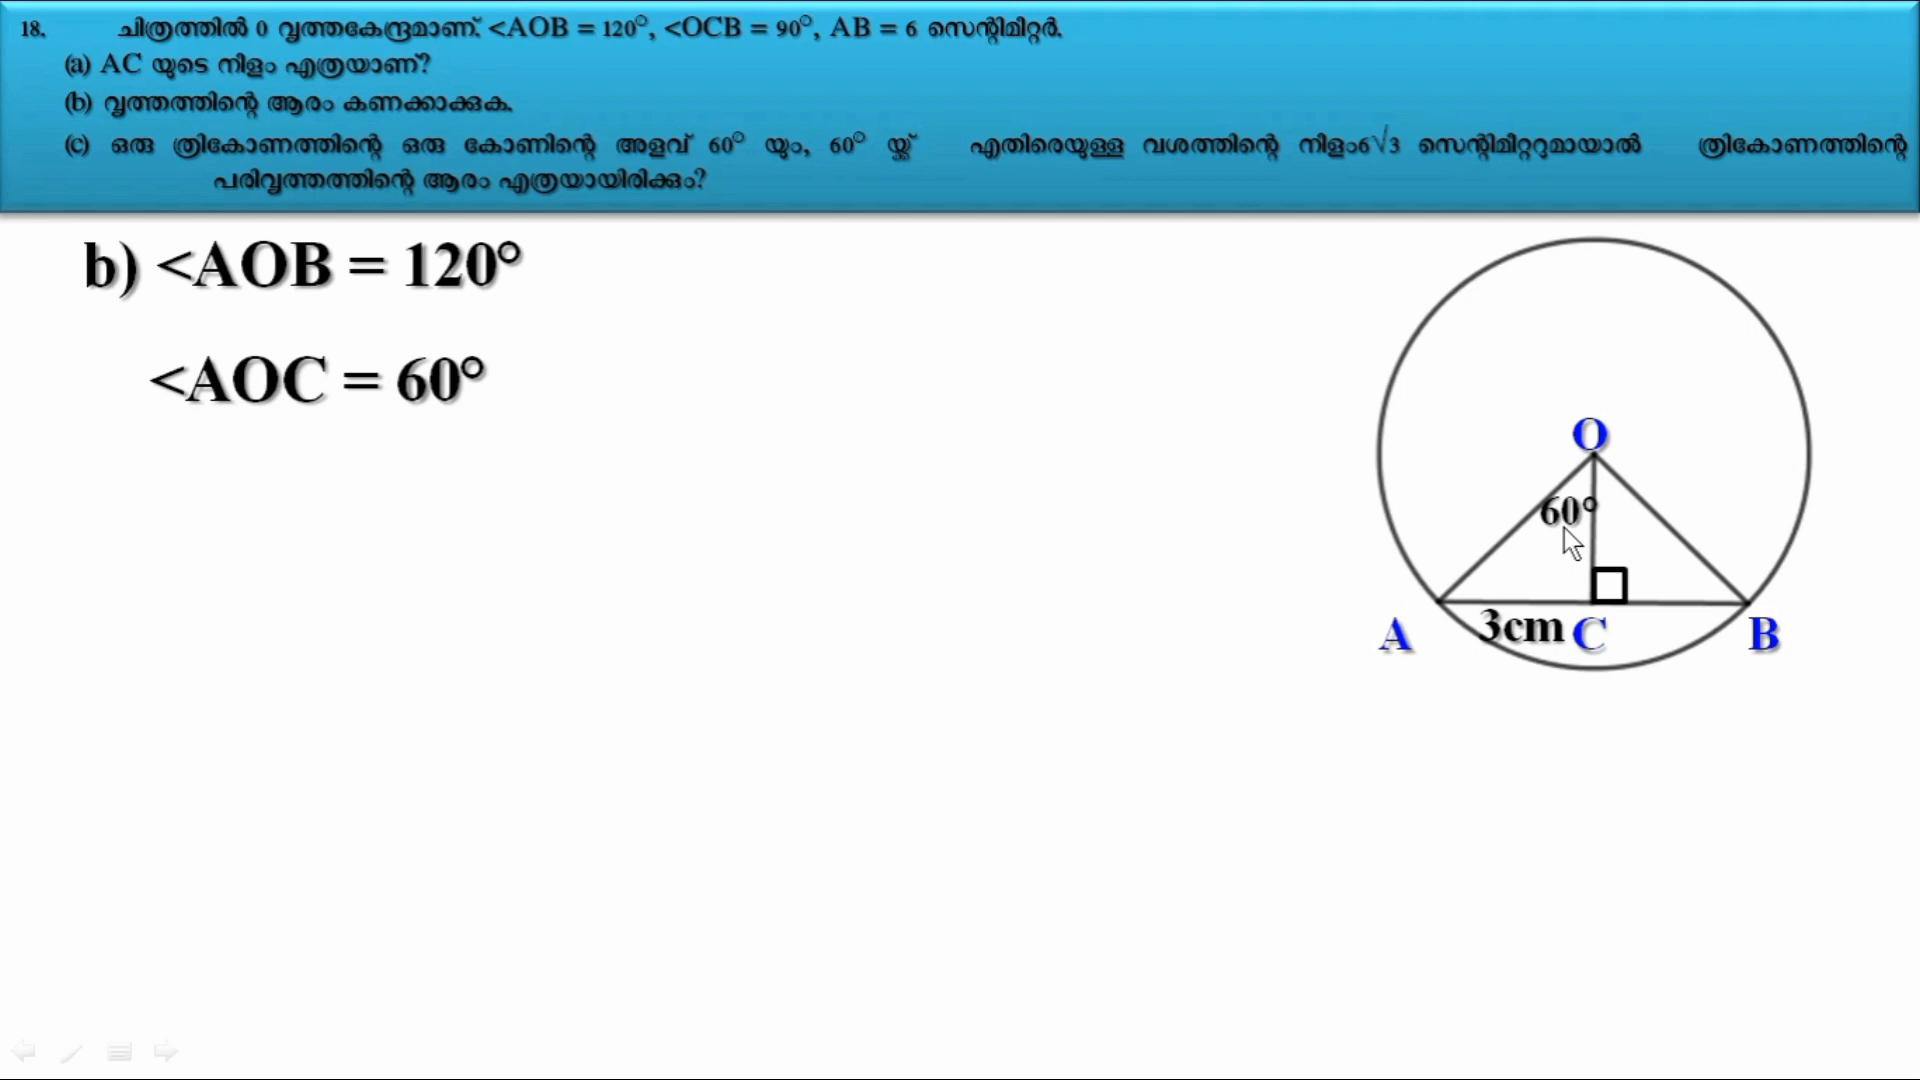 18. ചിത്രത്തിൽ 0 വൃത്തകേന്ദ്രമാണ്. <AOB = 120°, <OCB = 90°, AB = 6 സെന്റിമീറ്റർ.
(a) AC യുടെ നീളം എത്രയാണ്?
(b) വൃത്തത്തിന്റെ ആരം കണക്കാക്കുക.
(c) ഒരു ത്രികോണത്തിന്റെ ഒരു കോണിന്റെ അളവ് 60° യും, 60° യ്ക്ക് എതിരെയുള്ള വശത്തിന്റെ നീളം6√3 സെന്റിമീറ്ററുമായാൽ ത്രികോണത്തിന്റെ
പരിവൃത്തത്തിന്റെ ആരം എത്രയായിരിക്കും?
b) <AOB = 120°
<AOC = 60°
O
60°
A 3cm C B